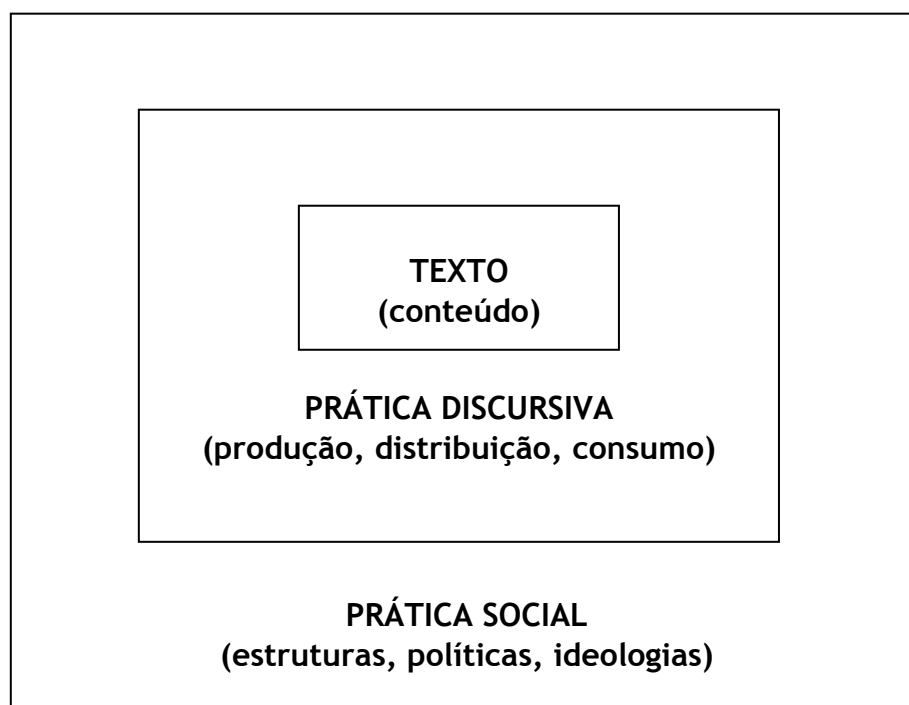 TEXTO
(conteúdo)
PRÁTICA DISCURSIVA
(produção, distribuição, consumo)
PRÁTICA SOCIAL
(estruturas, políticas, ideologias)